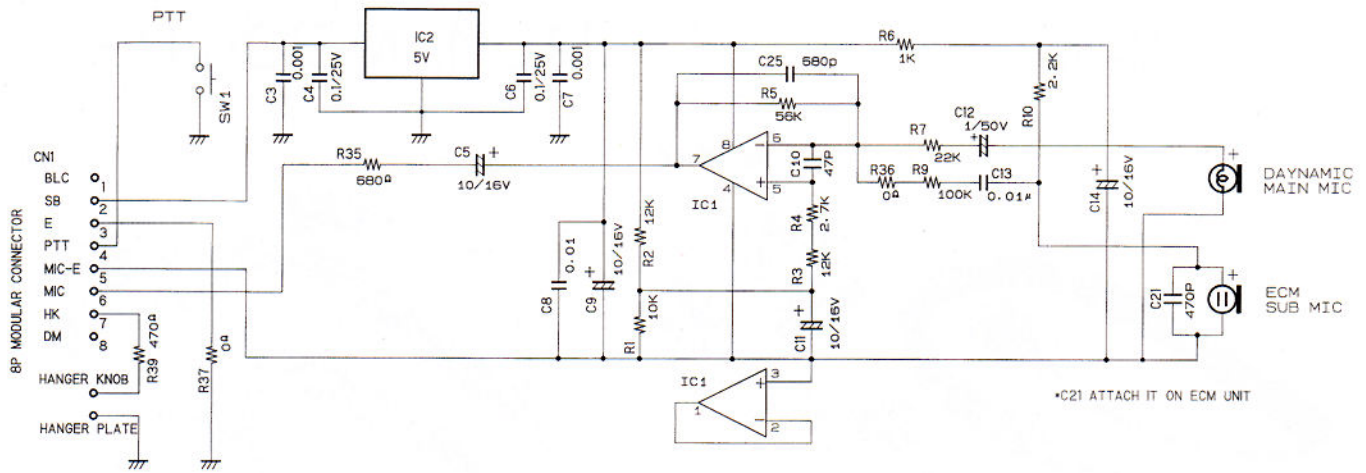 PTT
SW1
C3
0.001
C4
0.1/25V
IC2
5V
C6
0.1/25V
C7
0.001
R6
1K
C25
680p
R5
56K
2.2K
R10
R7
22K
C12
1/50V
+
DAYNAMIC
MAIN MIC
CN1
8P MODULAR CONNECTOR
BLC
1
SB
2
E
3
PTT
4
MIC-E
5
MIC
6
HK
7
DM
8
HANGER KNOB
HANGER PLATE
R39
470Ω
R37
0Ω
R35
680Ω
C5
+
10/16V
IC1
8
7
6
5
4
−
+
C10
47P
R36
0Ω
R9
100K
C13
0.01μ
C14
10/16V
R4
2.7K
R3
12K
R2
12K
R1
10K
C8
0.01
C9
+
10/16V
C11
+
10/16V
C21
470P
+
ECM
SUB MIC
IC1
1
3
2
+
−
*C21 ATTACH IT ON ECM UNIT